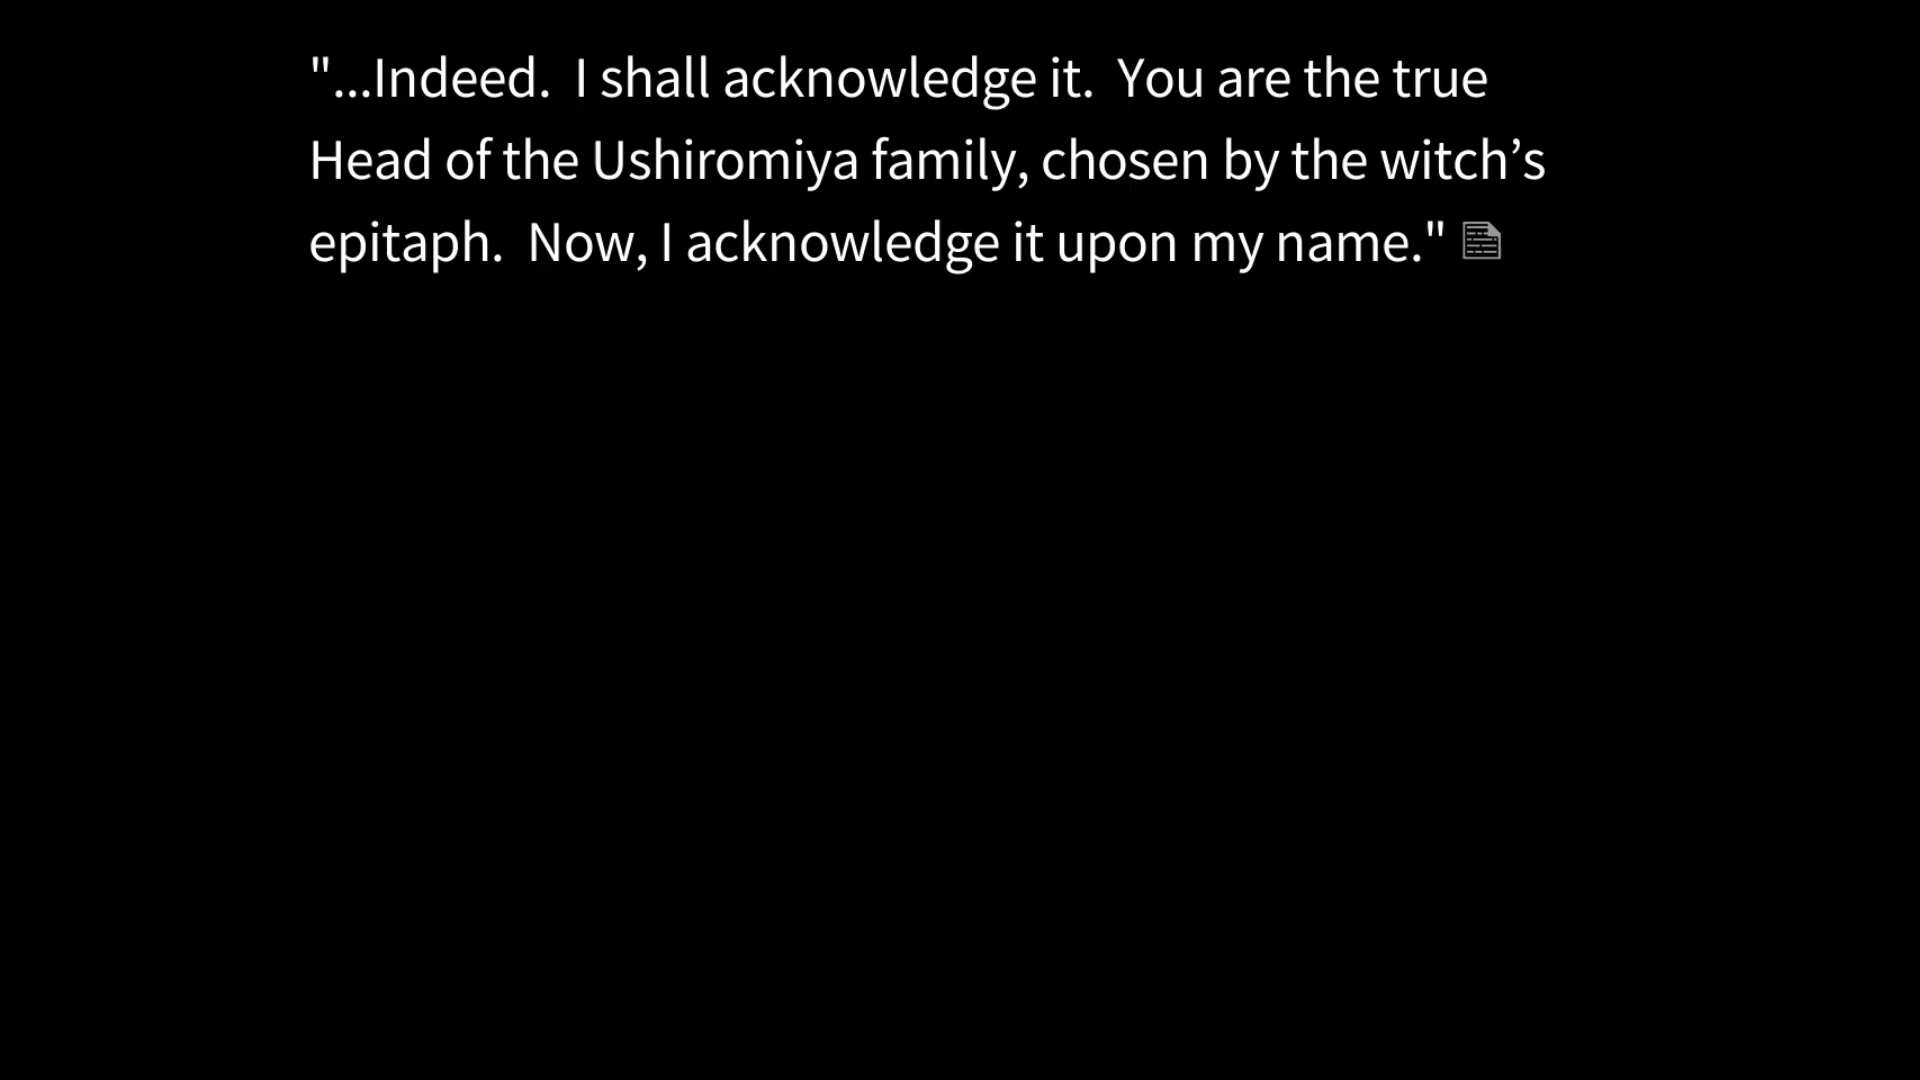 "...Indeed.  I shall acknowledge it.  You are the true
Head of the Ushiromiya family, chosen by the witch’s
epitaph.  Now, I acknowledge it upon my name."